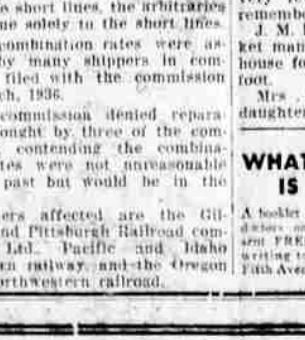 he short lines, the arbitraries
me solely to the short lines.
combination rates were as-
by many shippers in com-
filed with the commission
ch, 1936.
commission denied repara-
ought by three of the com-
contending the combina-
tes were not unreasonable
past but would be in the
ers affected are the Gil-
nd Pittsburgh Railroad com-
Ltd., Pacific and Idaho
rn railway, and the Oregon
orthwestern railroad.
rememb
J. M.
ket man
house fo
foot.
Mrs
daughter
WHAT
IS
A booklet
doctors
sent FREE
writing to
Fifth Ave